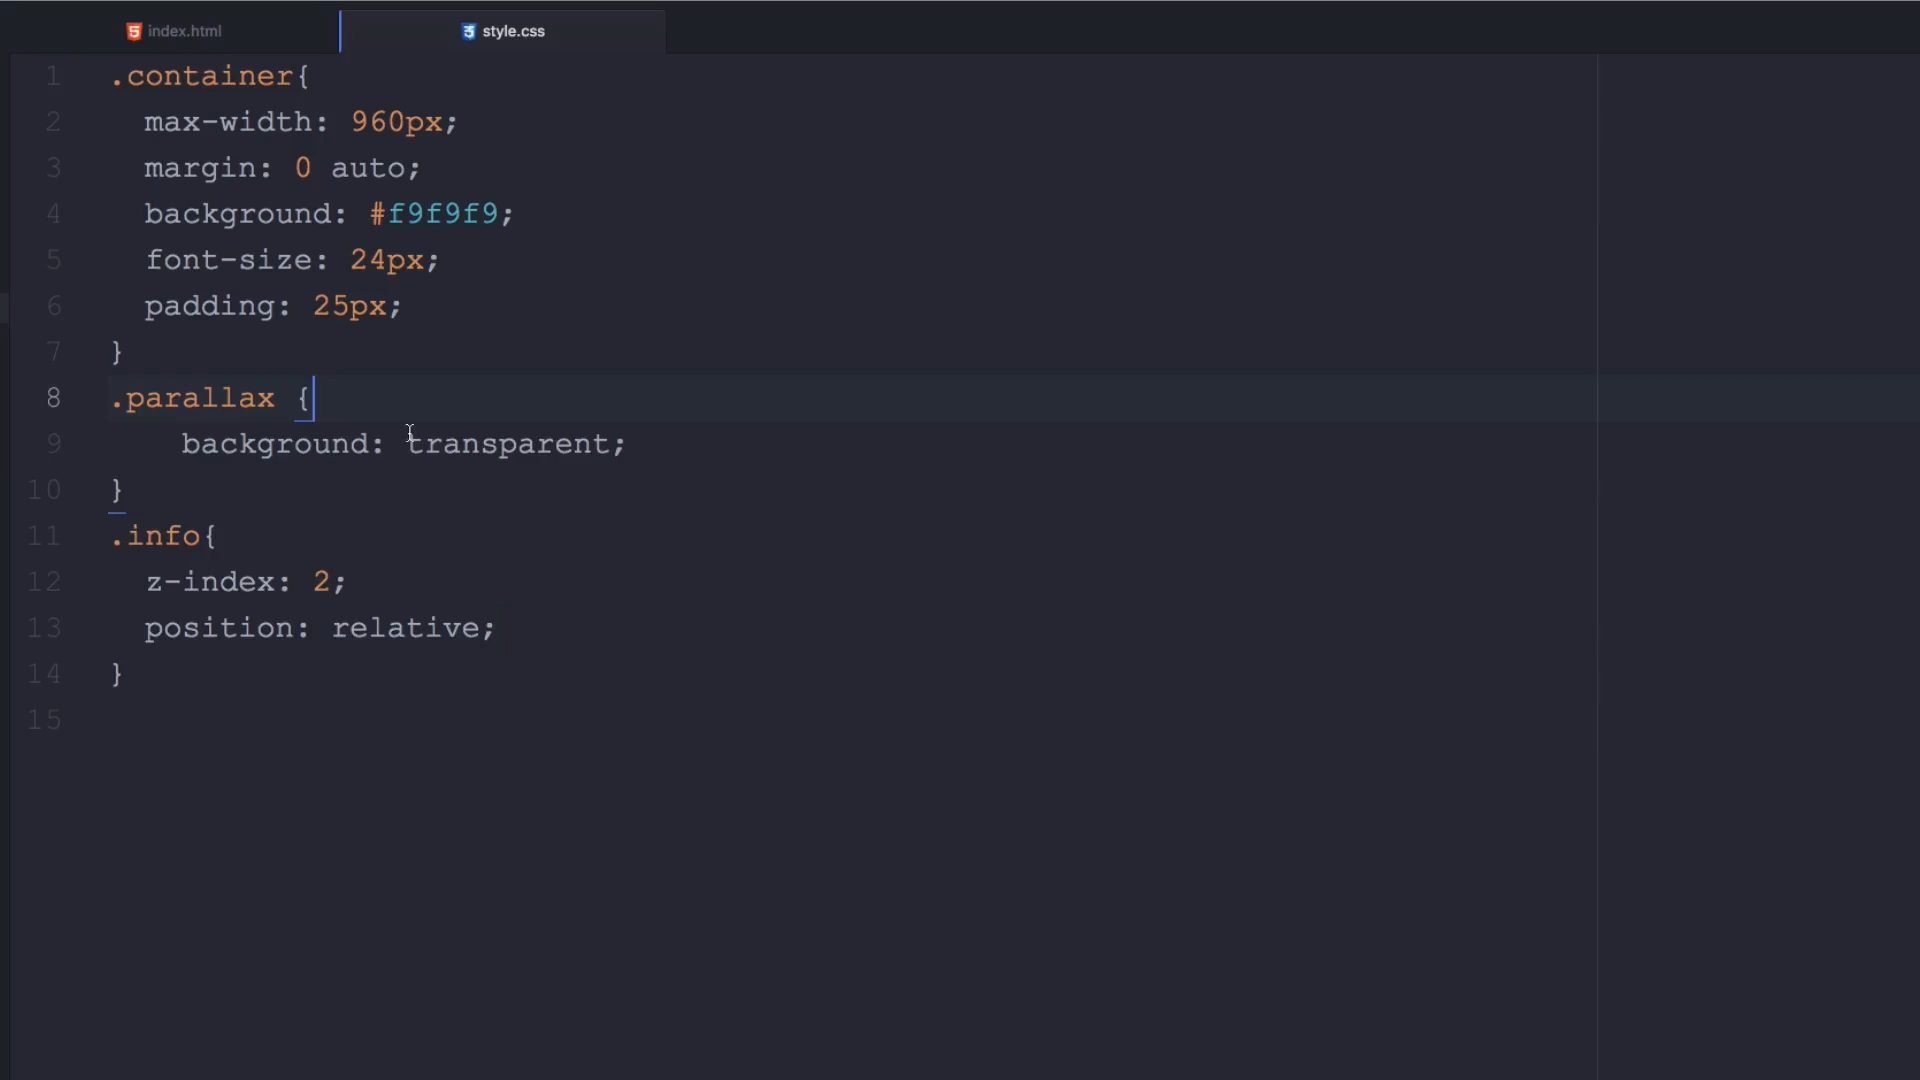 index.html style.css
1 .container{
2 max-width: 960px;
3 margin: 0 auto;
4 background: #f9f9f9;
5 font-size: 24px;
6 padding: 25px;
7 }
8 .parallax {
9 background: transparent;
10 }
11 .info{
12 z-index: 2;
13 position: relative;
14 }
15